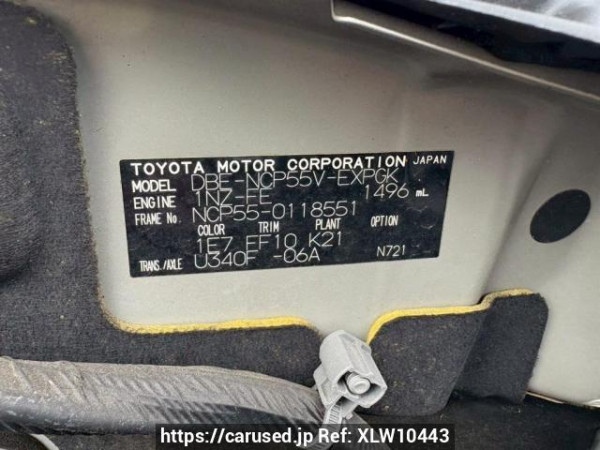 TOYOTA MOTOR CORPORATION JAPAN
MODEL DBE-NCP55V-EXPGK
ENGINE 1NZ-FE 1496 mL
FRAME No. NCP55-0118551
COLOR TRIM PLANT OPTION
1E7 EF10 K21
TRANS./AXLE U340F -06A N721
https://carused.jp Ref: XLW10443